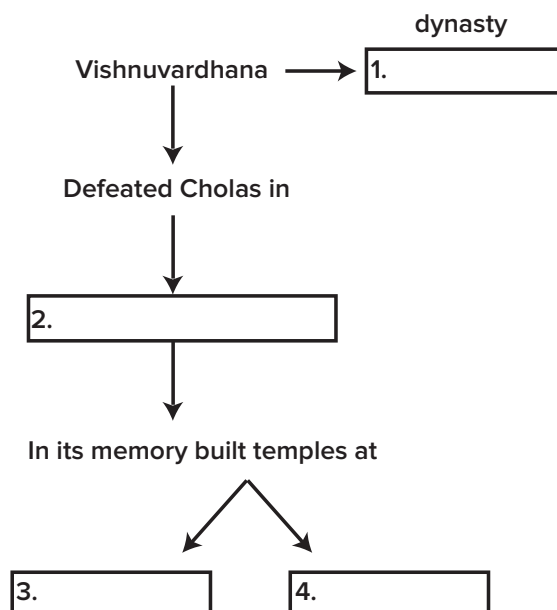 dynasty
Vishnuvardhana
1.
Defeated Cholas in
2.
In its memory built temples at
3.
4.